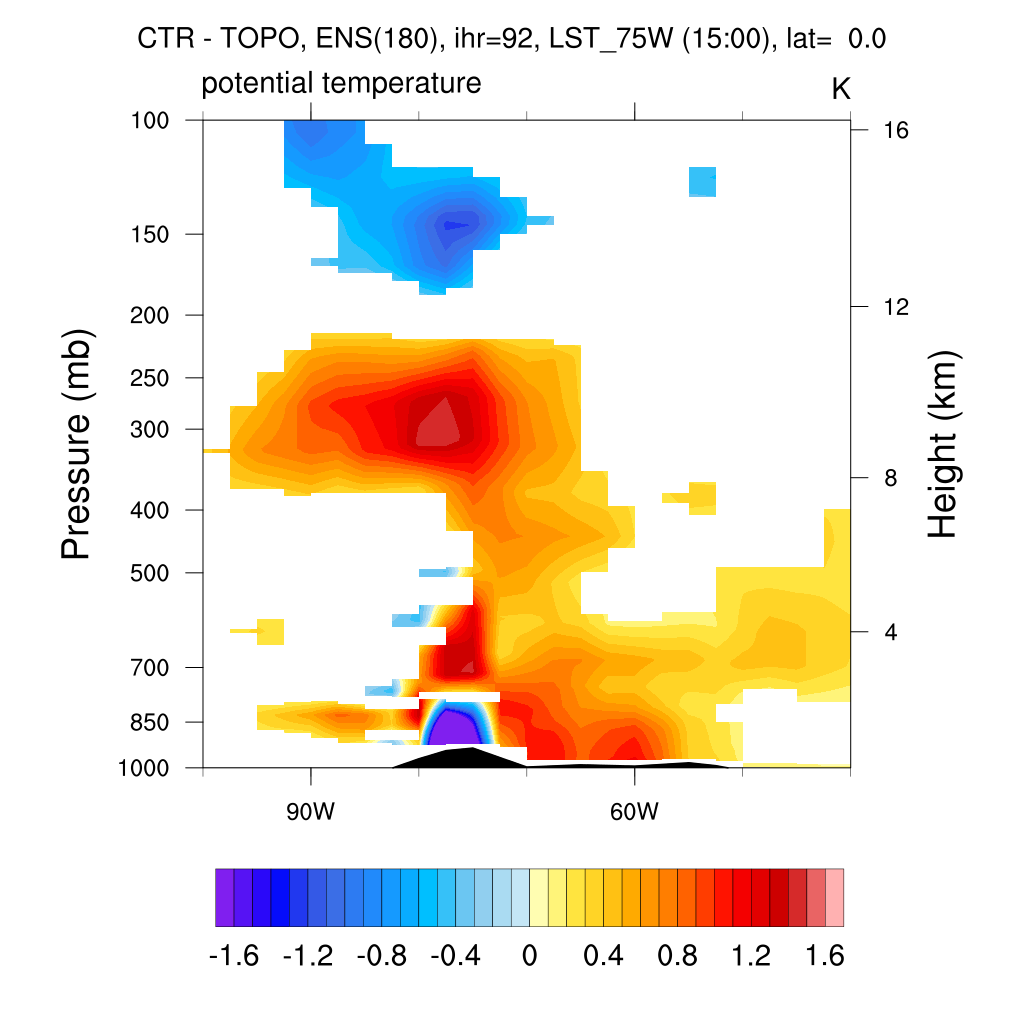 CTR - TOPO, ENS(180), ihr=92, LST_75W (15:00), lat=  0.0
potential temperature K
100
150
200
250
300
400
500
700
850
1000
Pressure (mb)
16
12
8
4
Height (km)
90W 60W
-1.6 -1.2 -0.8 -0.4 0 0.4 0.8 1.2 1.6